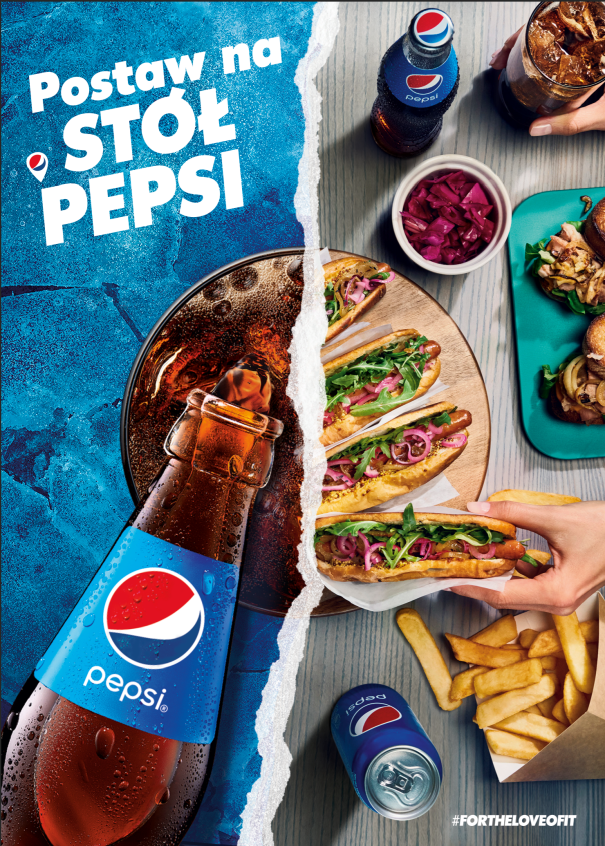 Postaw na
STÓŁ
PEPSI
pepsi
pepsi®
pepsi
#FORTHELOVEOFIT